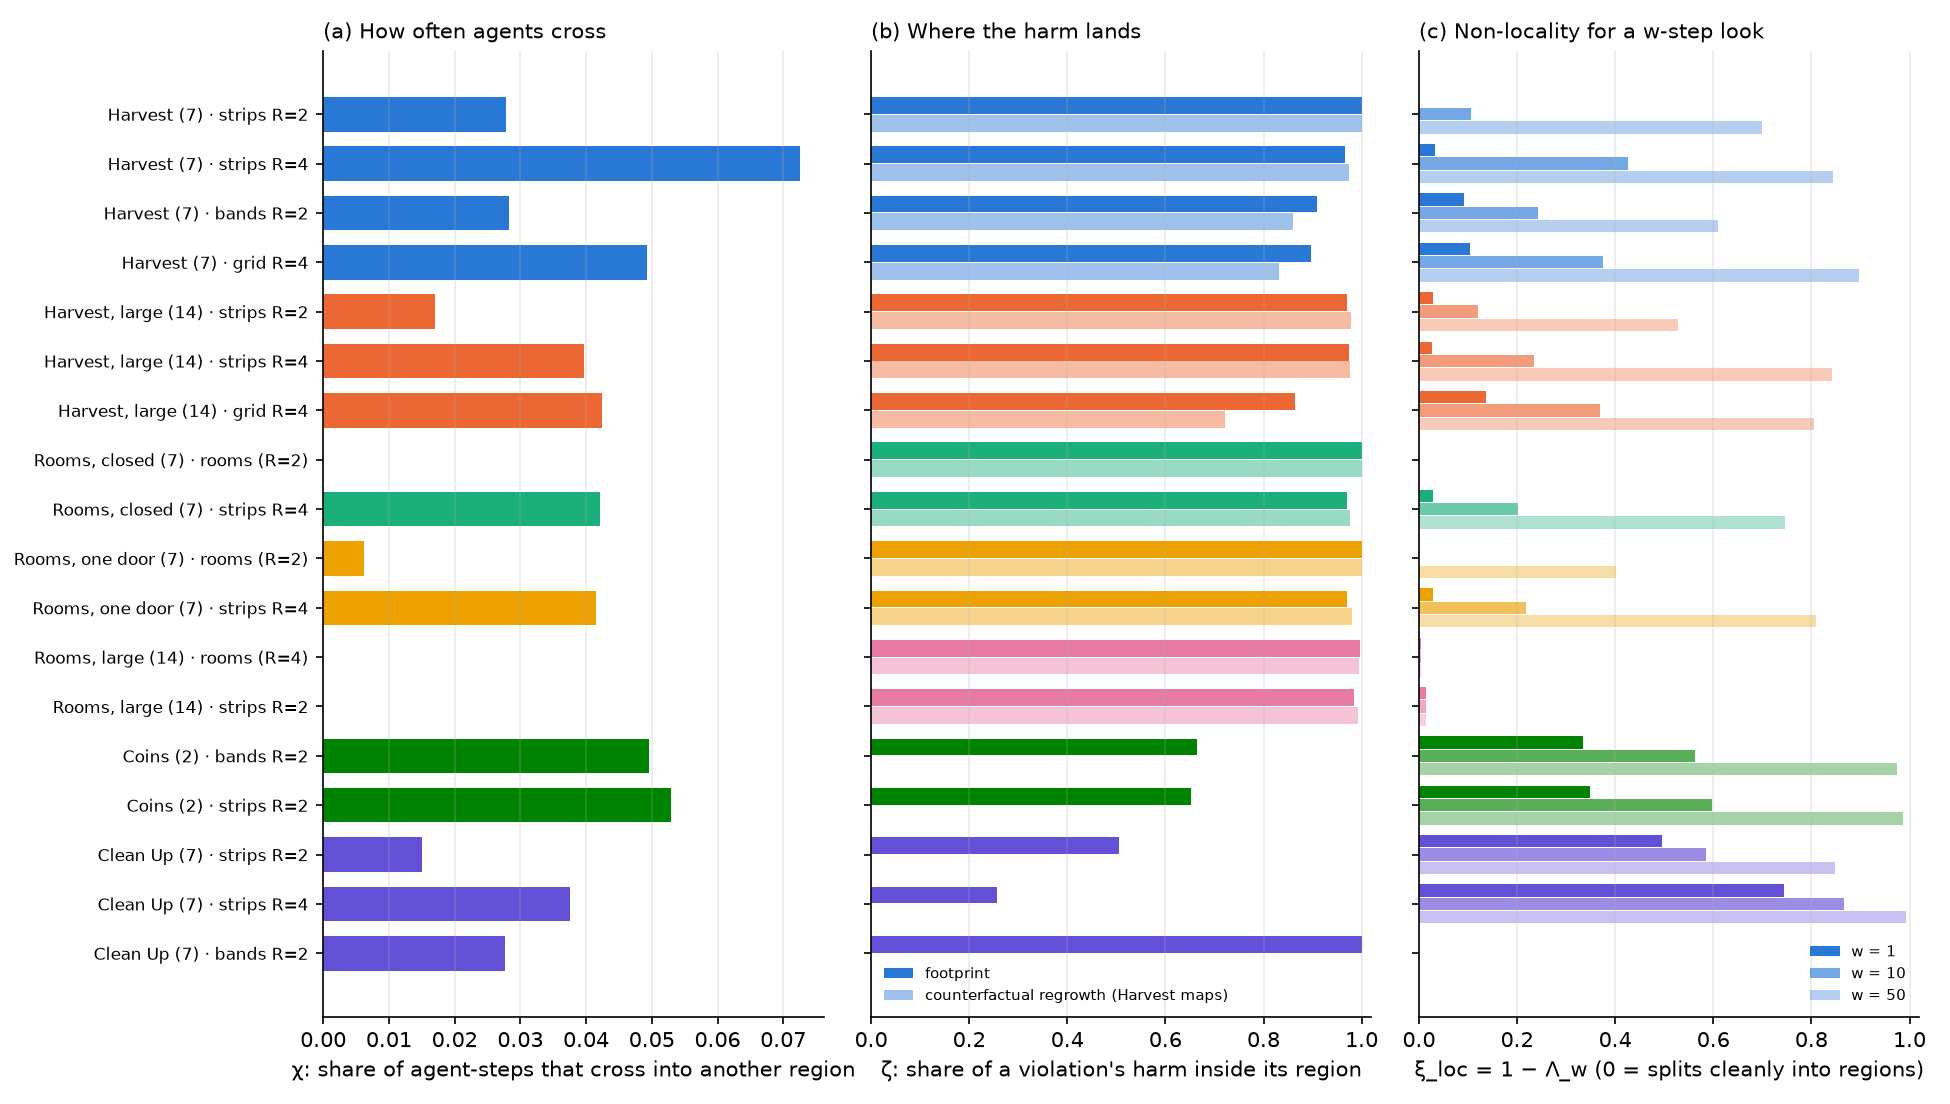 (a) How often agents cross
(b) Where the harm lands
(c) Non-locality for a w-step look
Harvest (7) · strips R=2
Harvest (7) · strips R=4
Harvest (7) · bands R=2
Harvest (7) · grid R=4
Harvest, large (14) · strips R=2
Harvest, large (14) · strips R=4
Harvest, large (14) · grid R=4
Rooms, closed (7) · rooms (R=2)
Rooms, closed (7) · strips R=4
Rooms, one door (7) · rooms (R=2)
Rooms, one door (7) · strips R=4
Rooms, large (14) · rooms (R=4)
Rooms, large (14) · strips R=2
Coins (2) · bands R=2
Coins (2) · strips R=2
Clean Up (7) · strips R=2
Clean Up (7) · strips R=4
Clean Up (7) · bands R=2
footprint
counterfactual regrowth (Harvest maps)
w = 1
w = 10
w = 50
0.00 0.01 0.02 0.03 0.04 0.05 0.06 0.07
0.0 0.2 0.4 0.6 0.8 1.0
0.0 0.2 0.4 0.6 0.8 1.0
χ: share of agent-steps that cross into another region
ζ: share of a violation's harm inside its region
ξ_loc = 1 − Λ_w (0 = splits cleanly into regions)